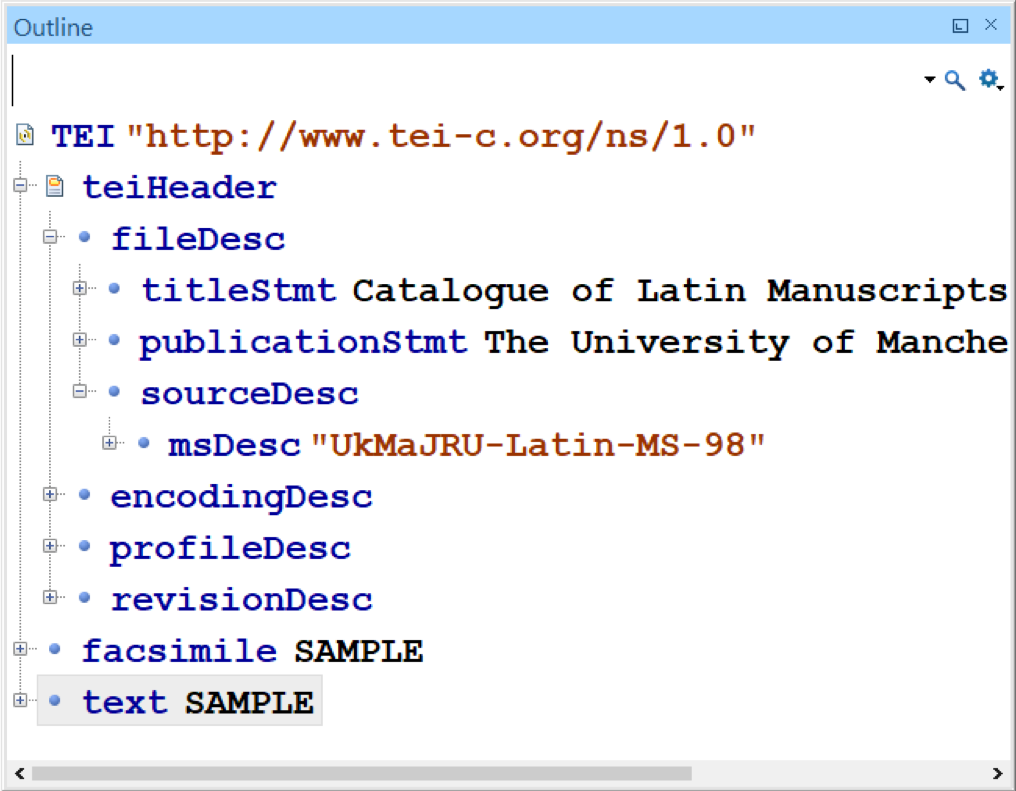 Outline
TEI "http://www.tei-c.org/ns/1.0"
teiHeader
fileDesc
titleStmt Catalogue of Latin Manuscripts
publicationStmt The University of Manche
sourceDesc
msDesc "UkMaJRU-Latin-MS-98"
encodingDesc
profileDesc
revisionDesc
facsimile SAMPLE
text SAMPLE